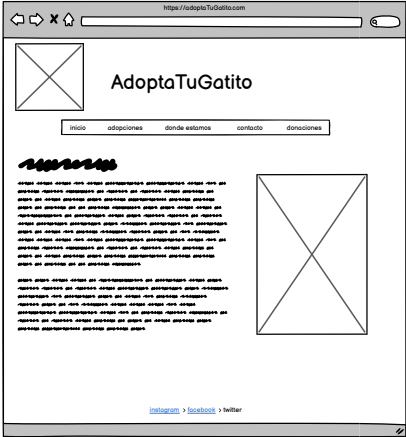 https://adoptaTuGatito.com
AdoptaTuGatito
inicio adopciones donde estamos contacto donaciones
instagram > facebook > twitter